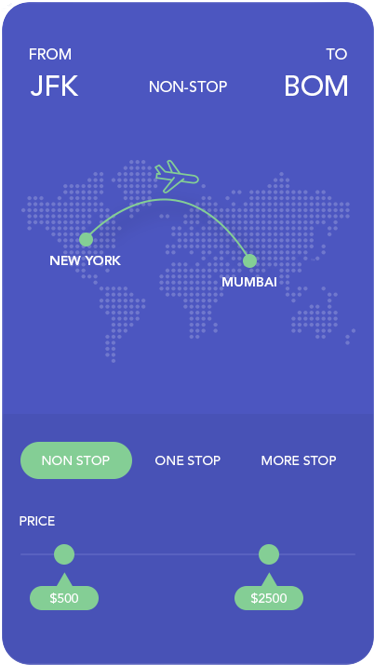 FROM
TO
JFK
NON-STOP
BOM
NEW YORK
MUMBAI
NON STOP
ONE STOP
MORE STOP
PRICE
$500
$2500